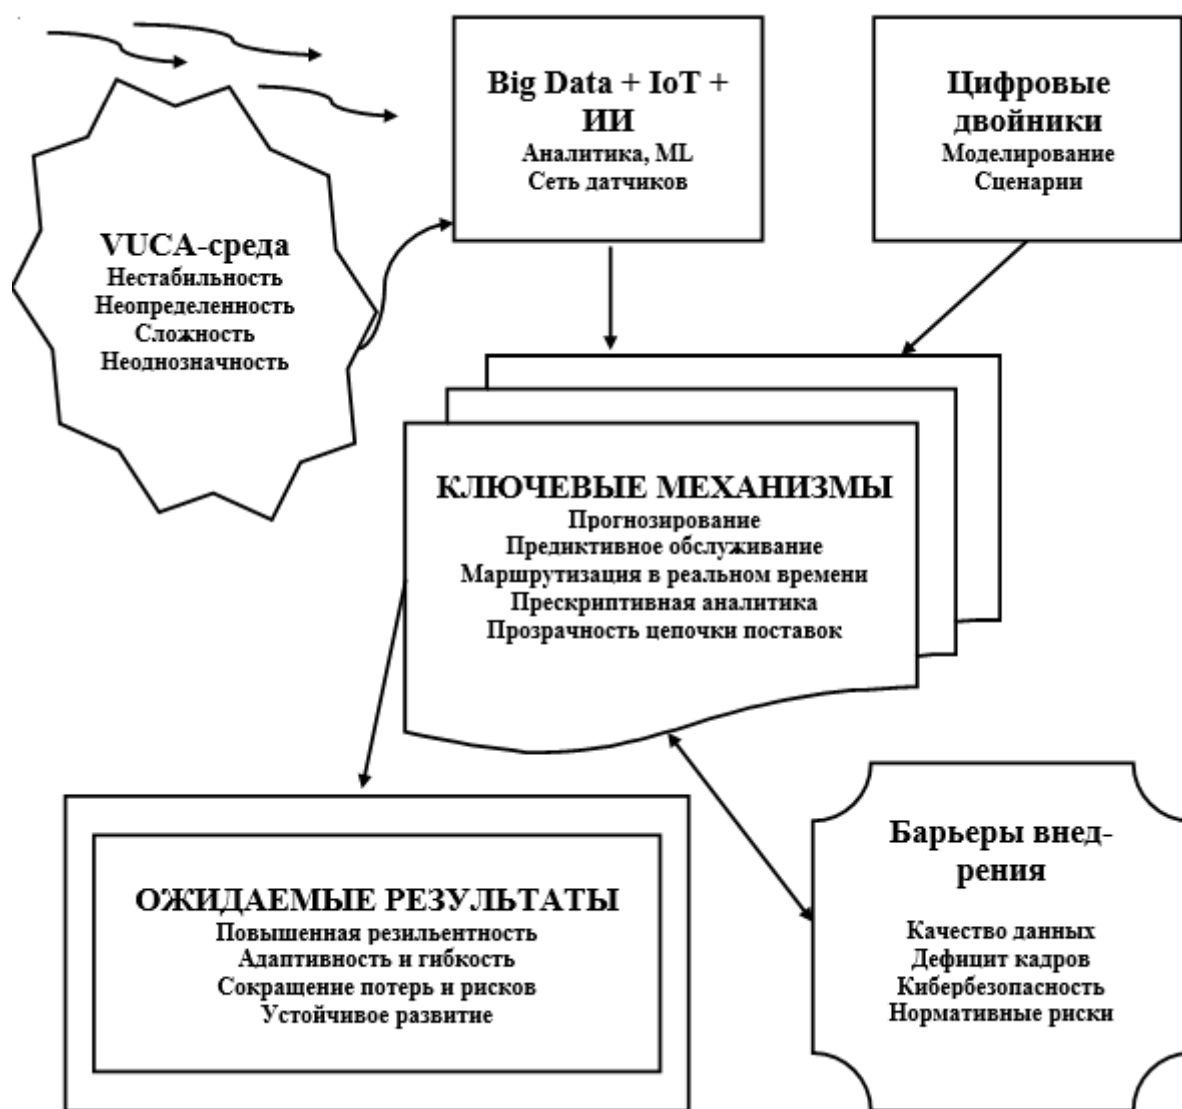 Big Data + IoT +
ИИ
Аналитика, ML
Сеть датчиков
Цифровые
двойники
Моделирование
Сценарии
VUCA-среда
Нестабильность
Неопределенность
Сложность
Неоднозначность
КЛЮЧЕВЫЕ МЕХАНИЗМЫ
Прогнозирование
Предиктивное обслуживание
Маршрутизация в реальном времени
Прескриптивная аналитика
Прозрачность цепочки поставок
ОЖИДАЕМЫЕ РЕЗУЛЬТАТЫ
Повышенная резильентность
Адаптивность и гибкость
Сокращение потерь и рисков
Устойчивое развитие
Барьеры внед-
рения
Качество данных
Дефицит кадров
Кибербезопасность
Нормативные риски